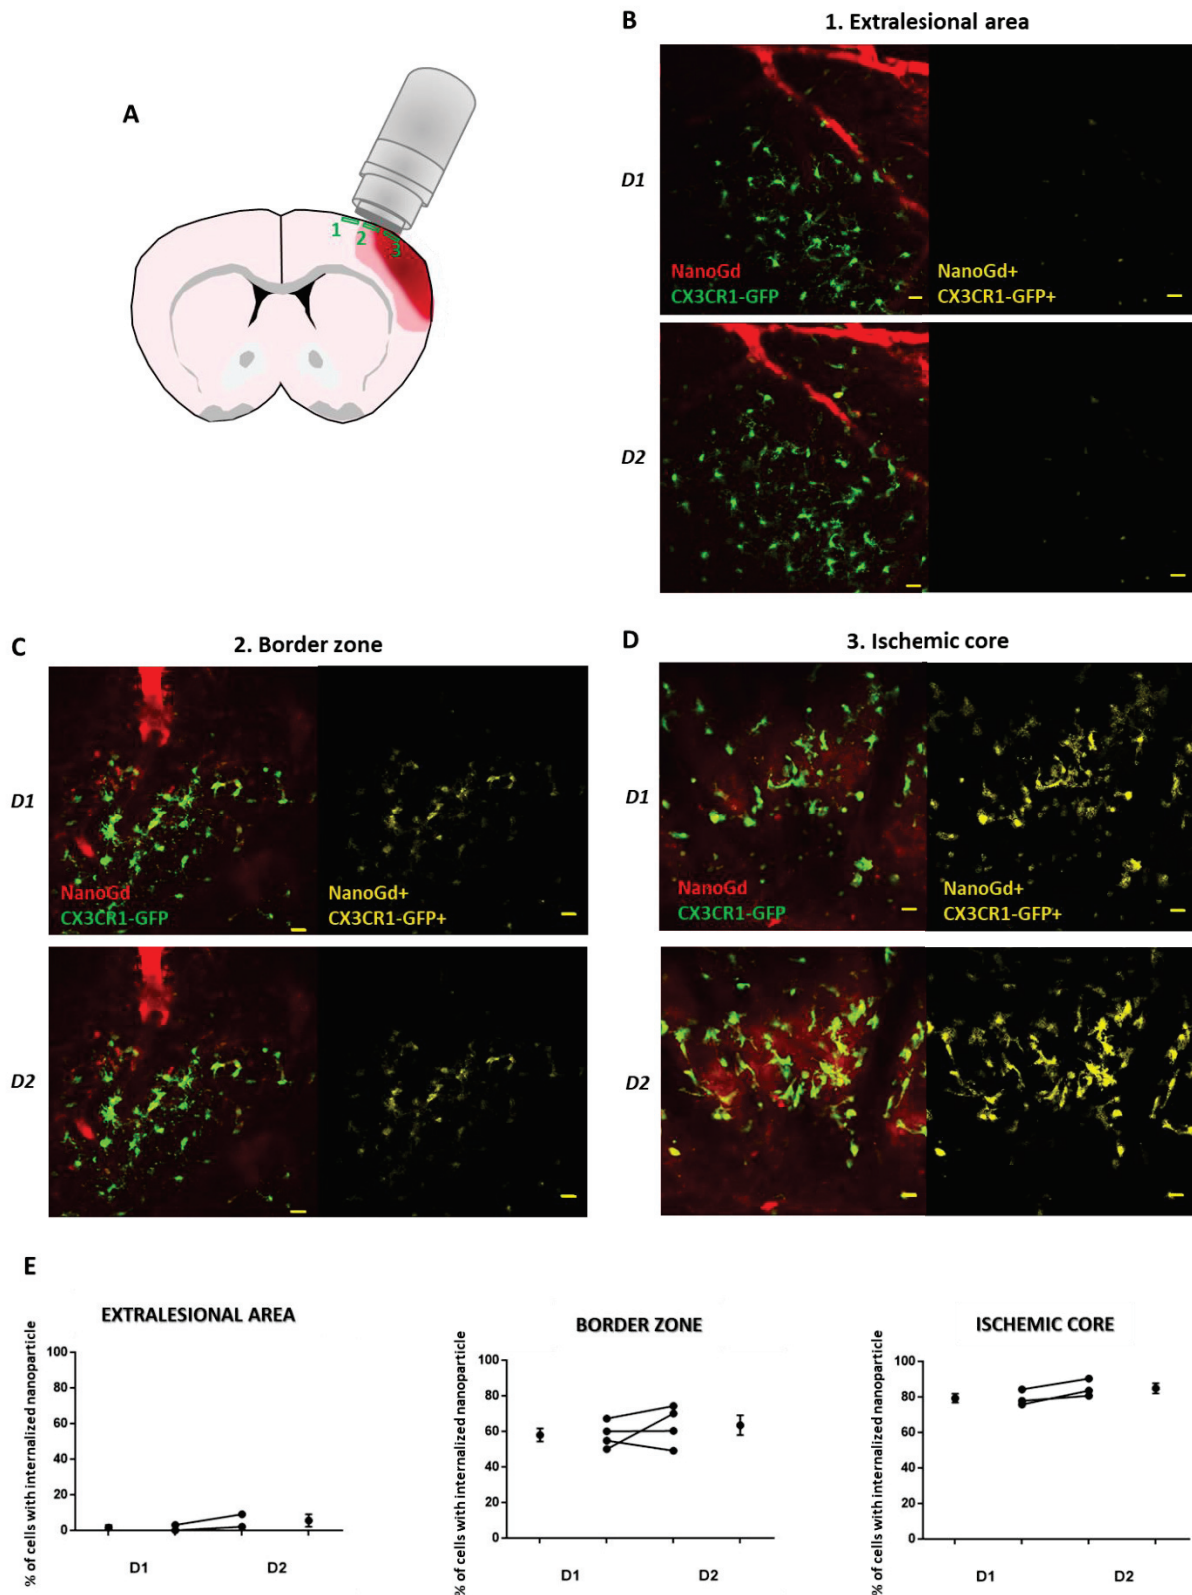 A
1
2
3
B
1. Extralesional area
D1
NanoGd
CX3CR1-GFP
NanoGd+
CX3CR1-GFP+
D2
C
2. Border zone
D1
NanoGd
CX3CR1-GFP
NanoGd+
CX3CR1-GFP+
D2
D
3. Ischemic core
D1
NanoGd
CX3CR1-GFP
NanoGd+
CX3CR1-GFP+
D2
E
EXTRALESIONAL AREA
% of cells with internalized nanoparticle
100
80
60
40
20
0
D1 D2
BORDER ZONE
% of cells with internalized nanoparticle
100
80
60
40
20
0
D1 D2
ISCHEMIC CORE
% of cells with internalized nanoparticle
100
80
60
40
20
0
D1 D2